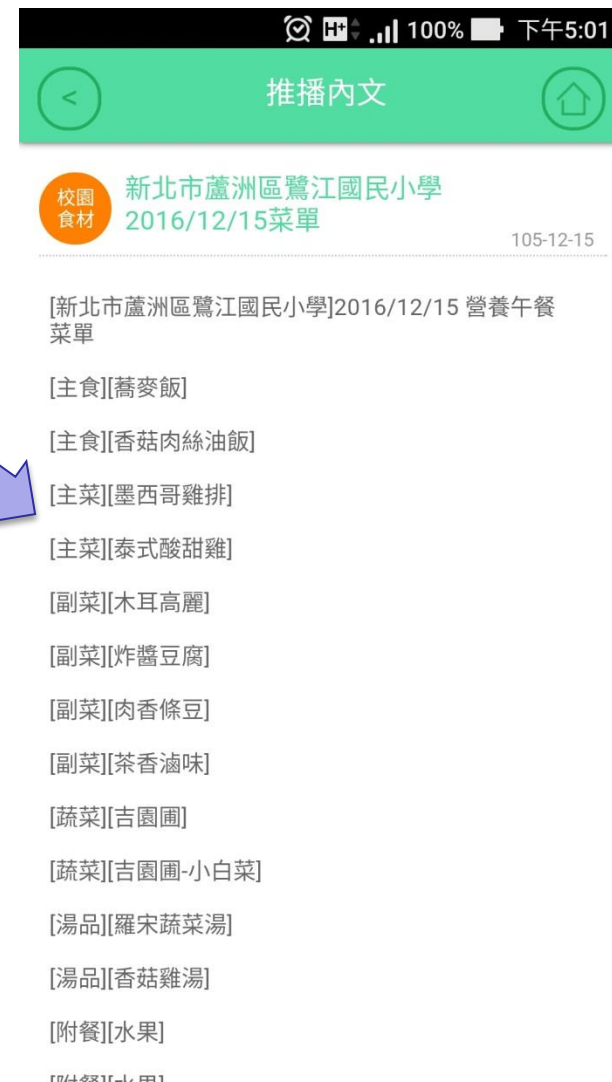 H+ 100% 下午5:01
<
推播內文
校園
食材
新北市蘆洲區鷺江國民小學
2016/12/15菜單
105-12-15
[新北市蘆洲區鷺江國民小學]2016/12/15 營養午餐
菜單
[主食][蕎麥飯]
[主食][香菇肉絲油飯]
[主菜][墨西哥雞排]
[主菜][泰式酸甜雞]
[副菜][木耳高麗]
[副菜][炸醬豆腐]
[副菜][肉香條豆]
[副菜][茶香滷味]
[蔬菜][吉園圃]
[蔬菜][吉園圃-小白菜]
[湯品][羅宋蔬菜湯]
[湯品][香菇雞湯]
[附餐][水果]
[附餐][水果]